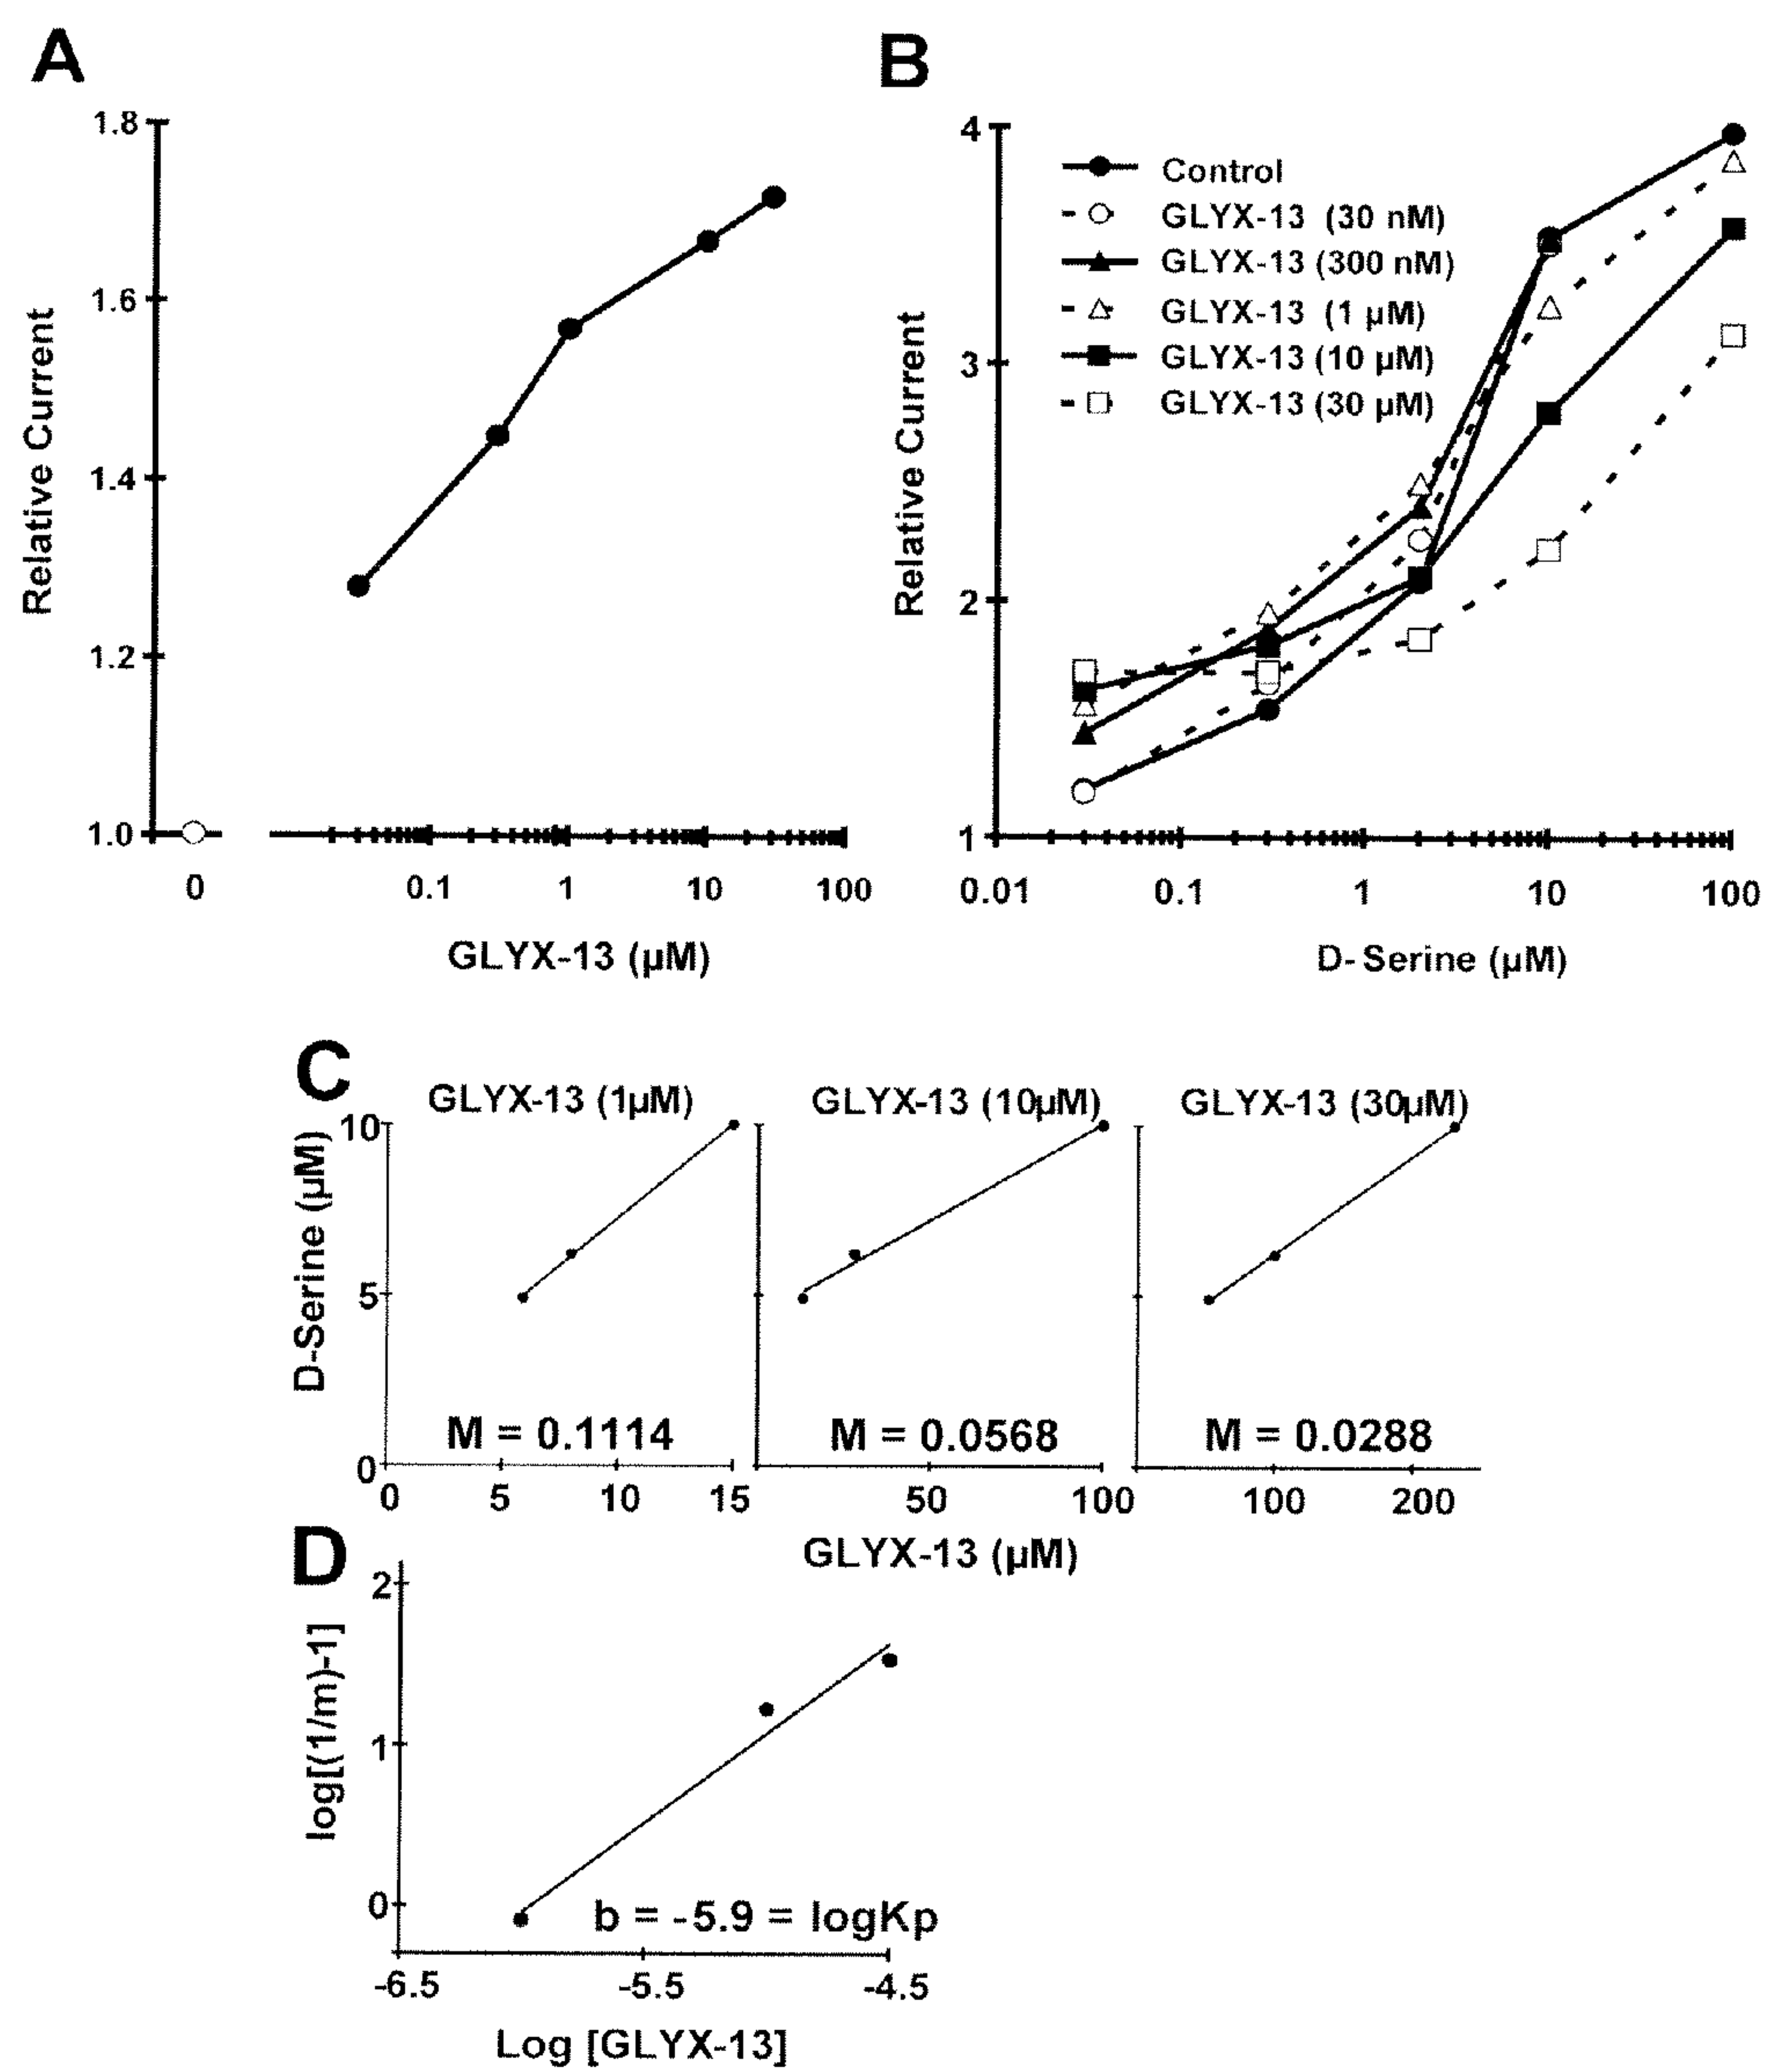 A
B
1.8
1.6
1.4
1.2
1.0
Relative Current
0 0.1 1 10 100
GLYX-13 (µM)
4
3
2
1
Relative Current
Control
GLYX-13 (30 nM)
GLYX-13 (300 nM)
GLYX-13 (1 µM)
GLYX-13 (10 µM)
GLYX-13 (30 µM)
0.01 0.1 1 10 100
D-Serine (µM)
C
GLYX-13 (1µM)
GLYX-13 (10µM)
GLYX-13 (30µM)
10
5
0
D-Serine (µM)
M = 0.1114
M = 0.0568
M = 0.0288
0 5 10 15
50 100
100 200
GLYX-13 (µM)
D
2
1
0
log[(1/m)-1]
b = -5.9 = logKp
-6.5 -5.5 -4.5
Log [GLYX-13]